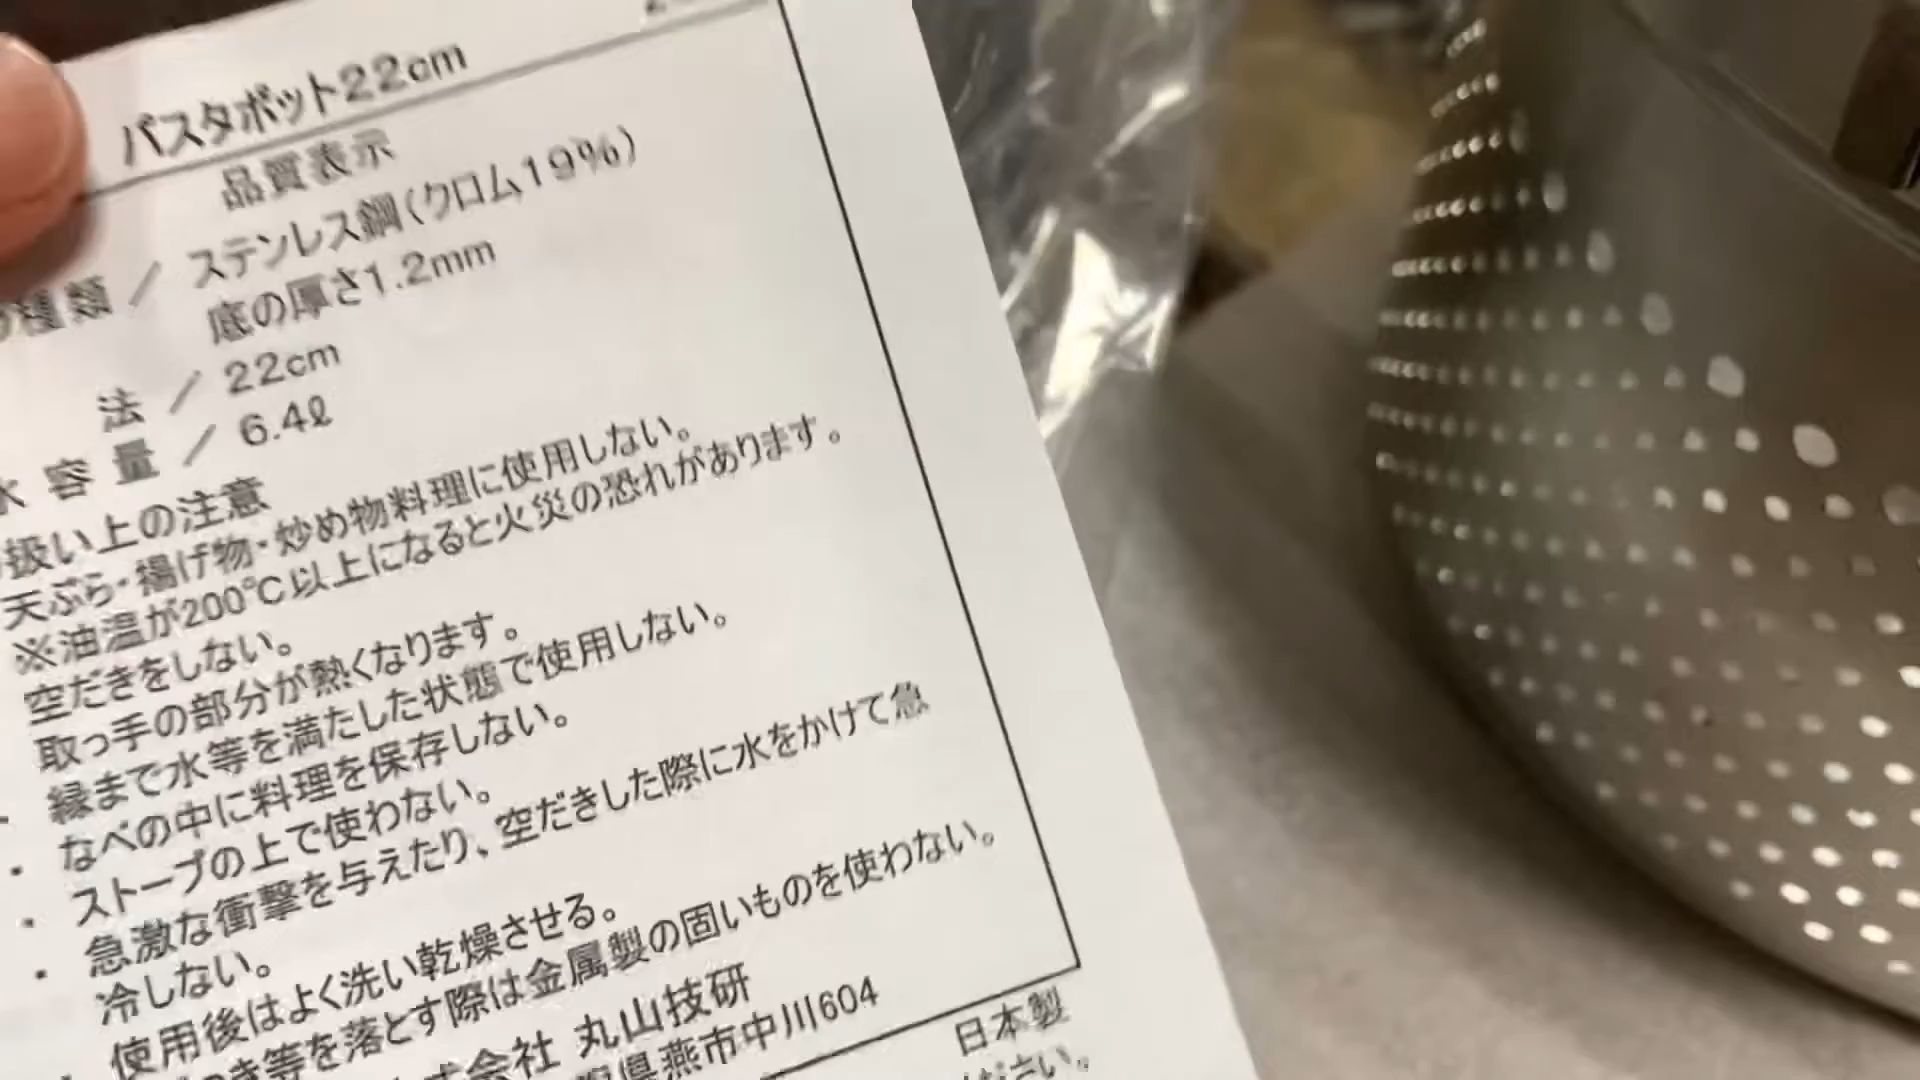 パスタポット22cm
品質表示
種類 / ステンレス鋼(クロム19%)
底の厚さ1.2mm
法 / 22cm
容量 / 6.4ℓ
扱い上の注意
天ぷら・揚げ物・炒め物料理に使用しない。
※油温が200℃以上になると火災の恐れがあります。
空だきをしない。
取っ手の部分が熱くなります。
・縁まで水等を満たした状態で使用しない。
・なべの中に料理を保存しない。
・ストーブの上で使わない。
・急激な衝撃を与えたり、空だきした際に水をかけて急
冷しない。
・使用後はよく洗い乾燥させる。
き等を落とす際は金属製の固いものを使わない。
式会社 丸山技研
県燕市中川604
日本製
ださい。